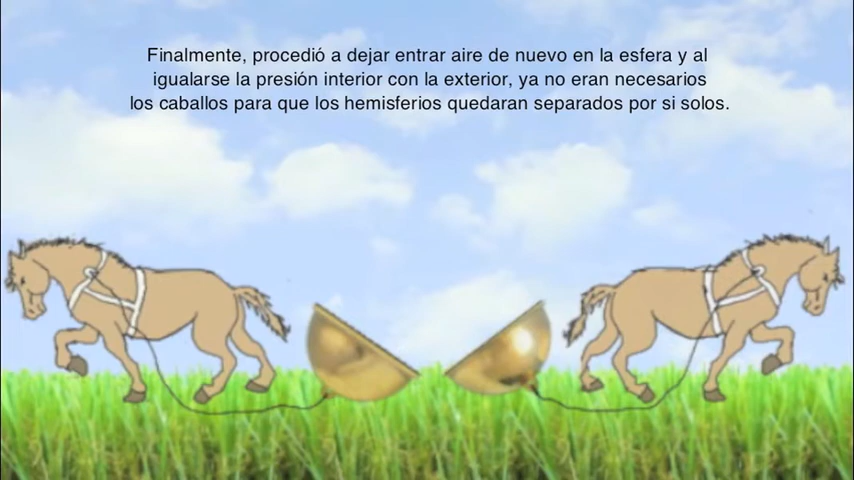 Finalmente, procedió a dejar entrar aire de nuevo en la esfera y al
igualarse la presión interior con la exterior, ya no eran necesarios
los caballos para que los hemisferios quedaran separados por si solos.